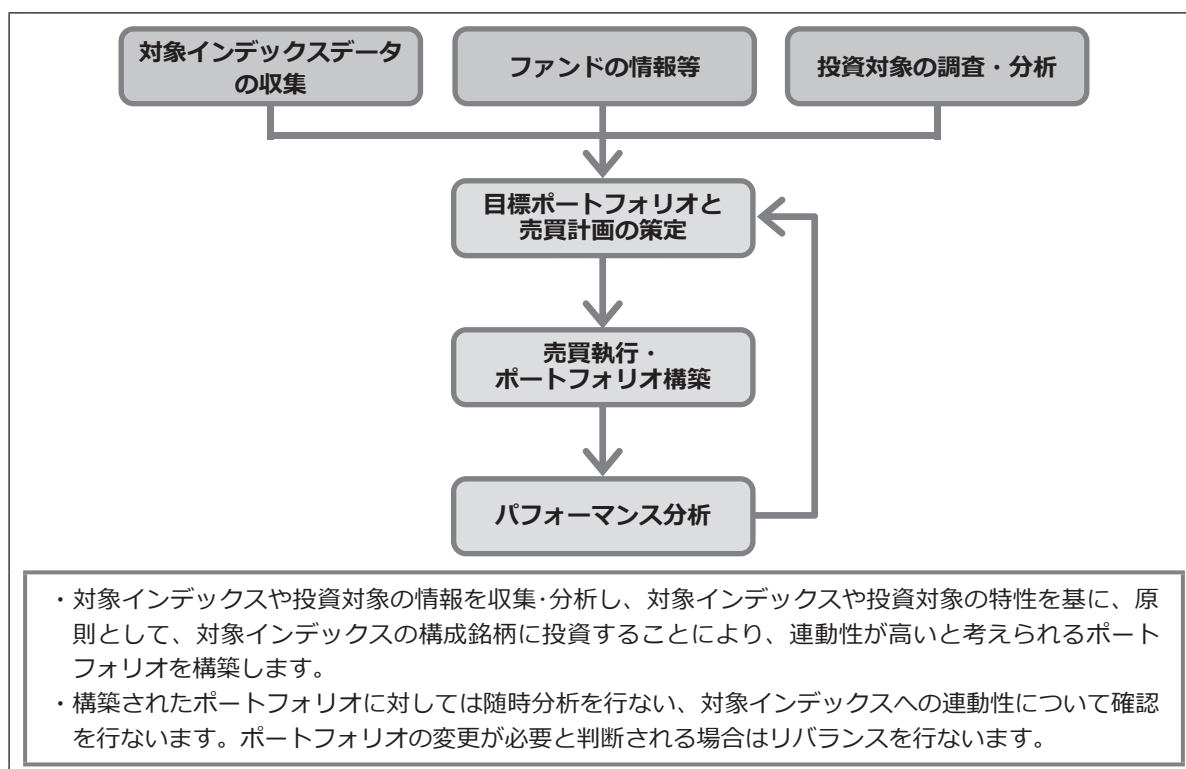 対象インデックスデータ
の収集
ファンドの情報等
投資対象の調査・分析
目標ポートフォリオと
売買計画の策定
売買執行・
ポートフォリオ構築
パフォーマンス分析
・対象インデックスや投資対象の情報を収集･分析し、対象インデックスや投資対象の特性を基に、原
則として、対象インデックスの構成銘柄に投資することにより、連動性が高いと考えられるポート
フォリオを構築します。
・構築されたポートフォリオに対しては随時分析を行ない、対象インデックスへの連動性について確認
を行ないます。ポートフォリオの変更が必要と判断される場合はリバランスを行ないます。